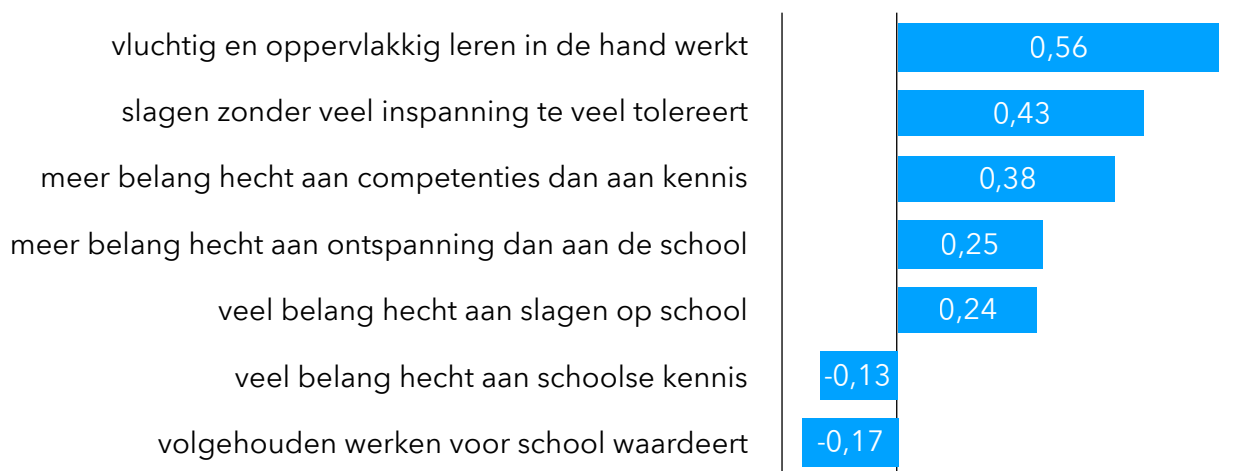 vluchtig en oppervlakkig leren in de hand werkt 0,56
slagen zonder veel inspanning te veel tolereert 0,43
meer belang hecht aan competenties dan aan kennis 0,38
meer belang hecht aan ontspanning dan aan de school 0,25
veel belang hecht aan slagen op school 0,24
veel belang hecht aan schoolse kennis -0,13
volgehouden werken voor school waardeert -0,17